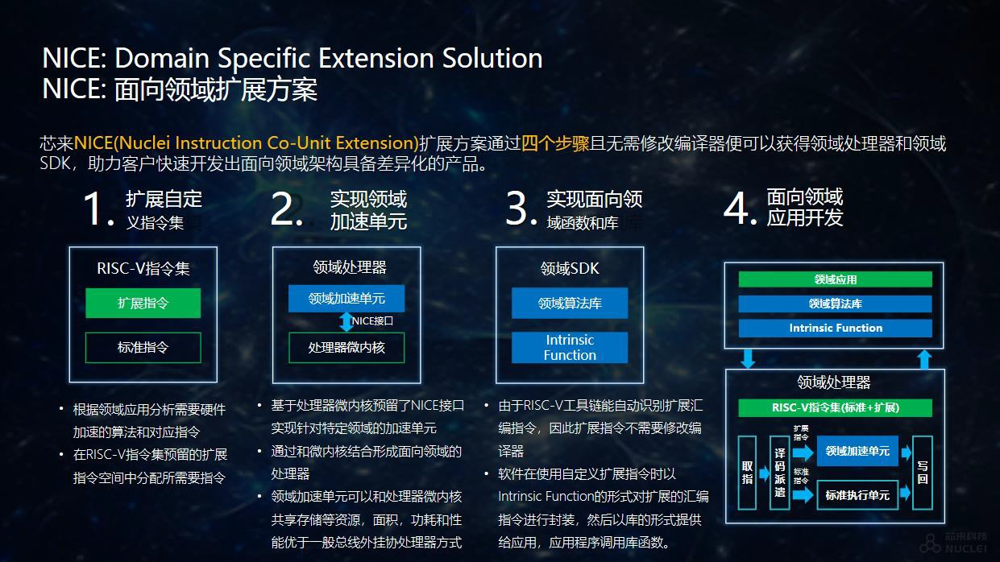 NICE: Domain Specific Extension Solution
NICE: 面向领域扩展方案
芯来NICE(Nuclei Instruction Co-Unit Extension)扩展方案通过四个步骤且无需修改编译器便可以获得领域处理器和领域
SDK，助力客户快速开发出面向领域架构具备差异化的产品。
1. 扩展自定
义指令集
RISC-V指令集
扩展指令
标准指令
• 根据领域应用分析需要硬件
加速的算法和对应指令
• 在RISC-V指令集预留的扩展
指令空间中分配所需要指令
2. 实现领域
加速单元
领域处理器
领域加速单元
NICE接口
处理器微内核
• 基于处理器微内核预留了NICE接口
实现针对特定领域的加速单元
• 通过和微内核结合形成面向领域的
处理器
• 领域加速单元可以和处理器微内核
共享存储等资源，面积，功耗和性
能优于一般总线外挂协处理器方式
3. 实现面向领
域函数和库
领域SDK
领域算法库
Intrinsic
Function
• 由于RISC-V工具链能自动识别扩展汇
编指令，因此扩展指令不需要修改编
译器
• 软件在使用自定义扩展指令时以
Intrinsic Function的形式对扩展的汇编
指令进行封装，然后以库的形式提供
给应用，应用程序调用库函数。
4. 面向领域
应用开发
领域应用
领域算法库
Intrinsic Function
领域处理器
RISC-V指令集(标准+扩展)
取指
译码派遣
扩展
指令
领域加速单元
标准
指令
标准执行单元
写回
芯来科技
NUCLEI